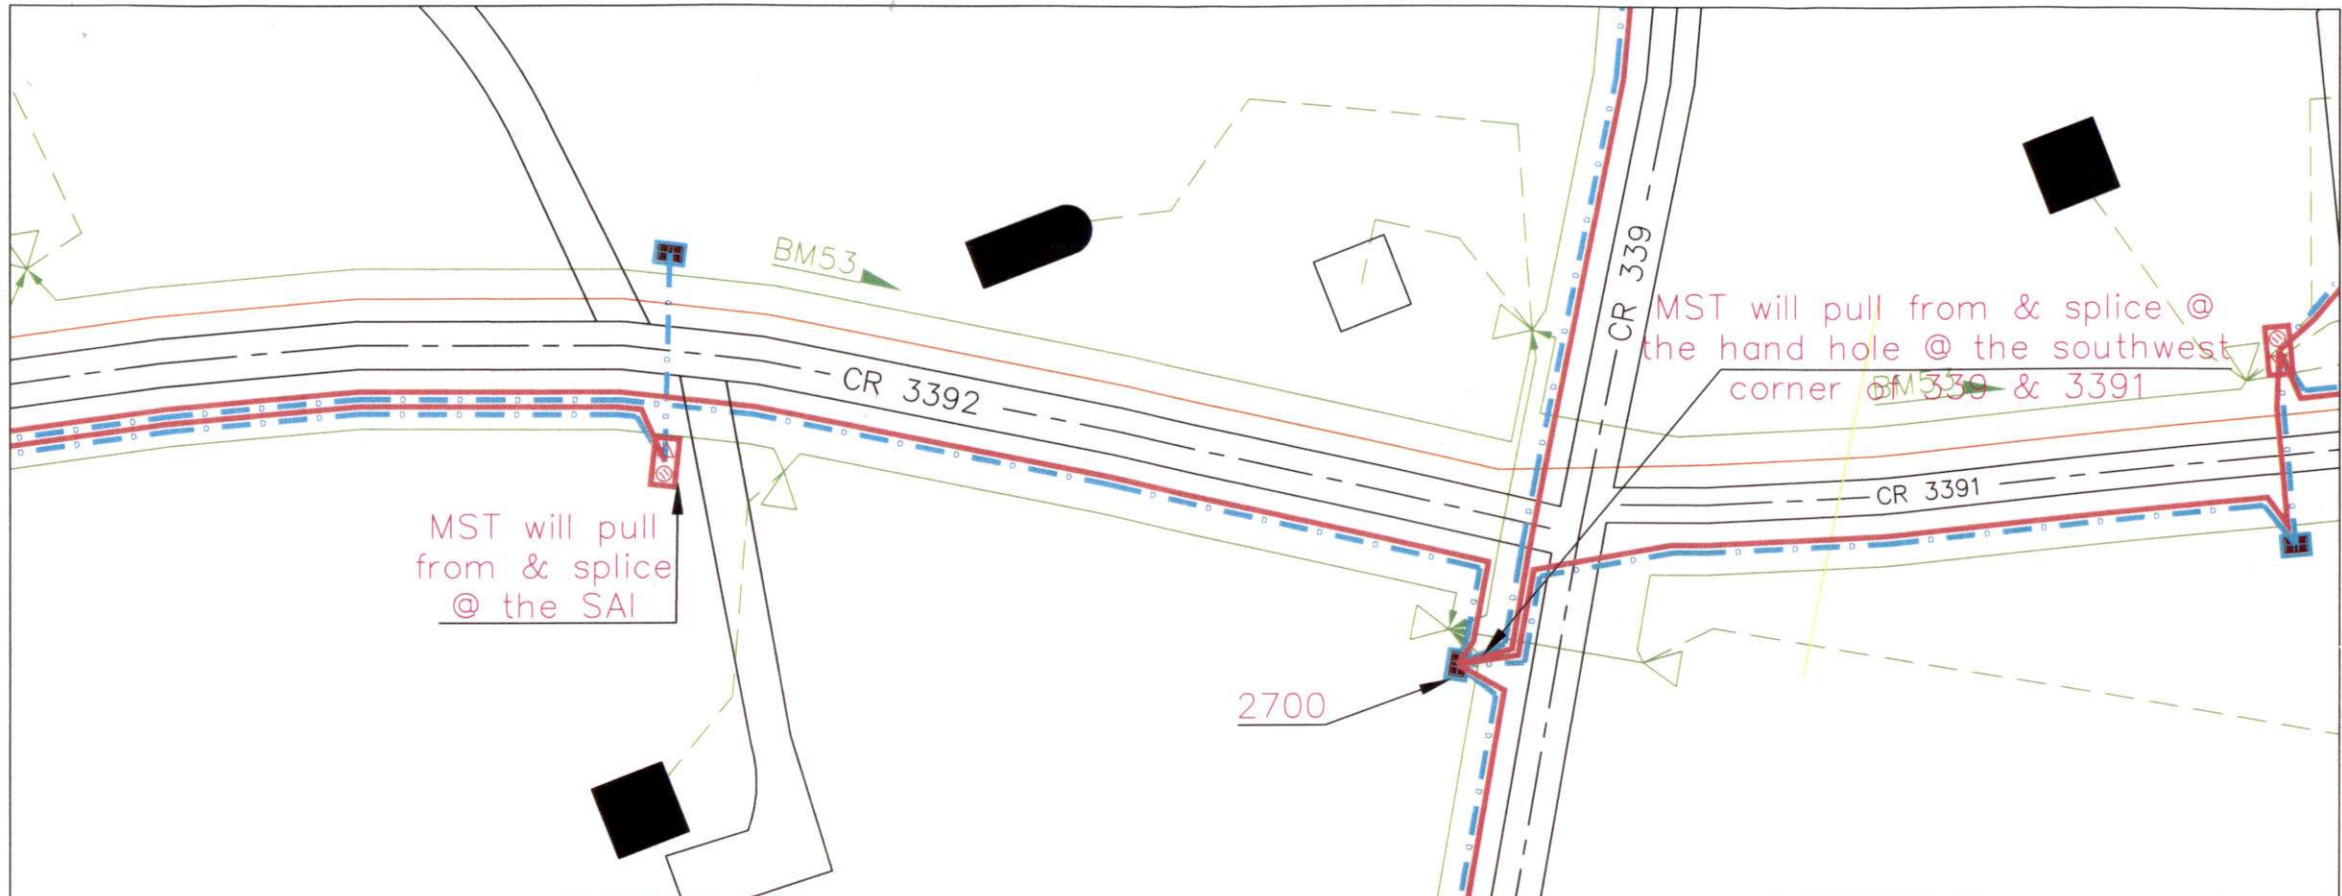 BM53
CR 3392
CR 339
MST will pull from & splice @
the hand hole @ the southwest
corner of 339 & 3391
BM53
CR 3391
MST will pull
from & splice
@ the SAI
2700